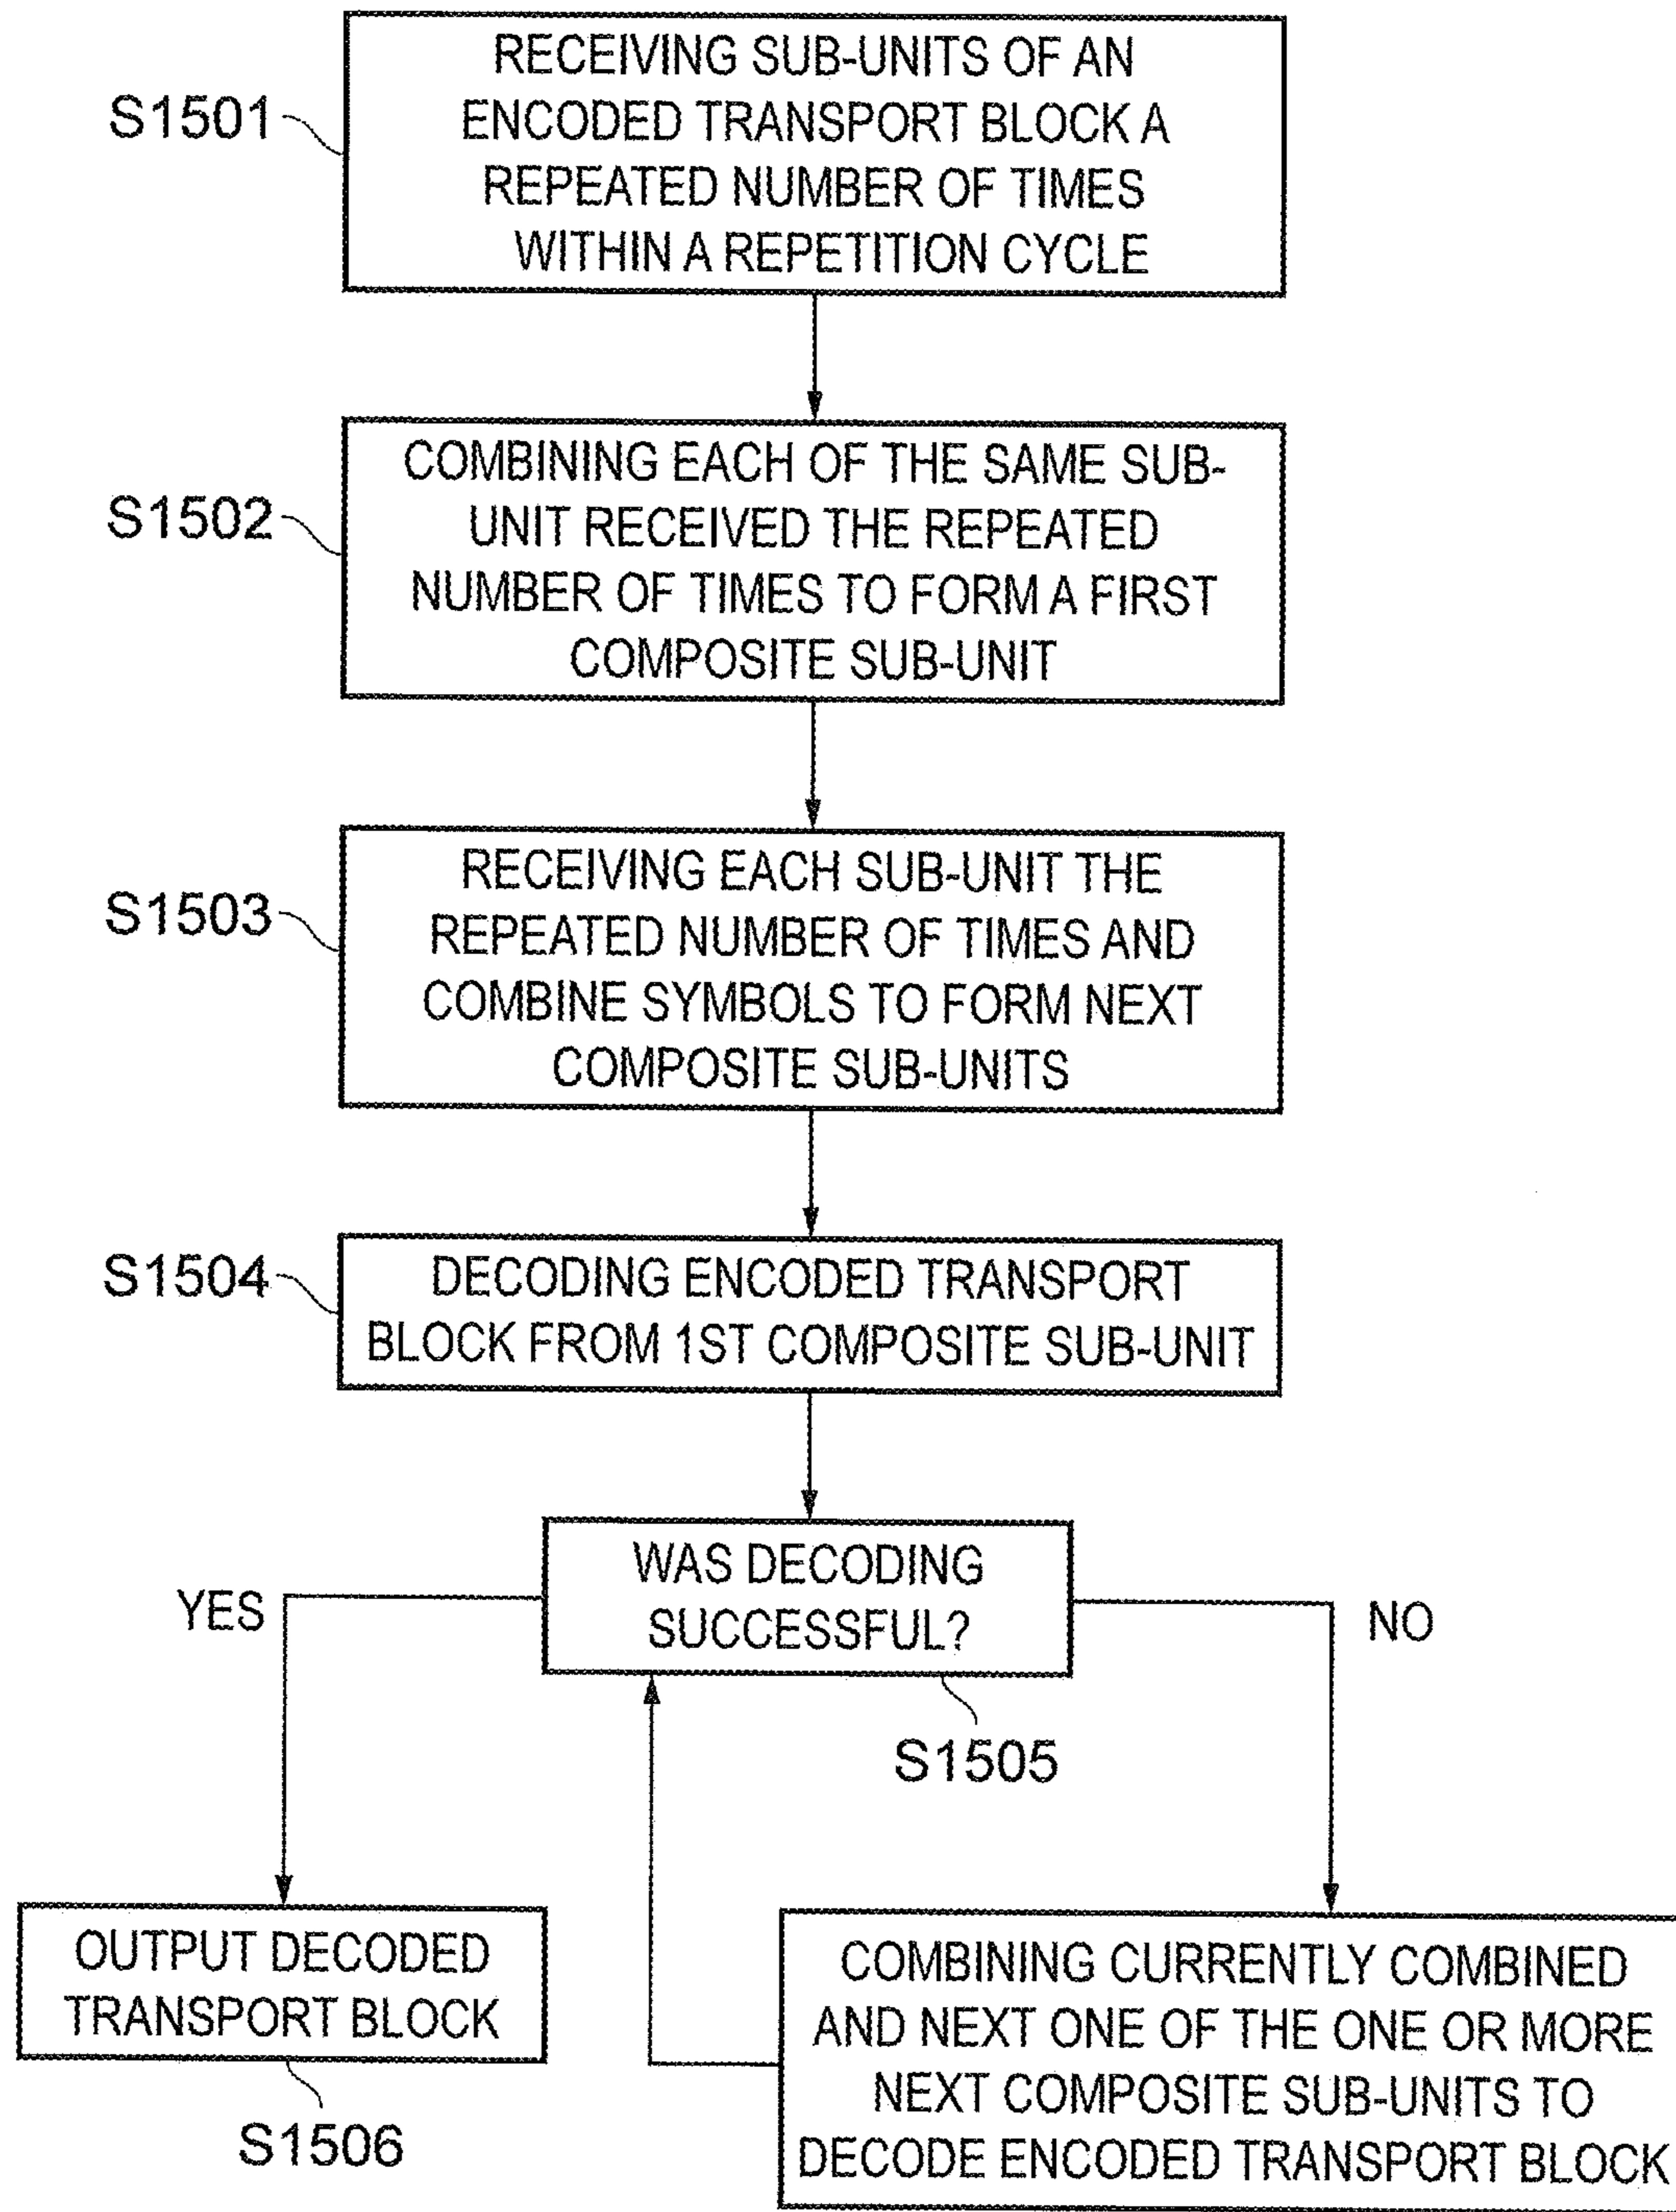 RECEIVING SUB-UNITS OF AN
ENCODED TRANSPORT BLOCK A
REPEATED NUMBER OF TIMES
WITHIN A REPETITION CYCLE
S1501
COMBINING EACH OF THE SAME SUB-
UNIT RECEIVED THE REPEATED
NUMBER OF TIMES TO FORM A FIRST
COMPOSITE SUB-UNIT
S1502
RECEIVING EACH SUB-UNIT THE
REPEATED NUMBER OF TIMES AND
COMBINE SYMBOLS TO FORM NEXT
COMPOSITE SUB-UNITS
S1503
DECODING ENCODED TRANSPORT
BLOCK FROM 1ST COMPOSITE SUB-UNIT
S1504
WAS DECODING
SUCCESSFUL?
YES
NO
S1505
OUTPUT DECODED
TRANSPORT BLOCK
S1506
COMBINING CURRENTLY COMBINED
AND NEXT ONE OF THE ONE OR MORE
NEXT COMPOSITE SUB-UNITS TO
DECODE ENCODED TRANSPORT BLOCK